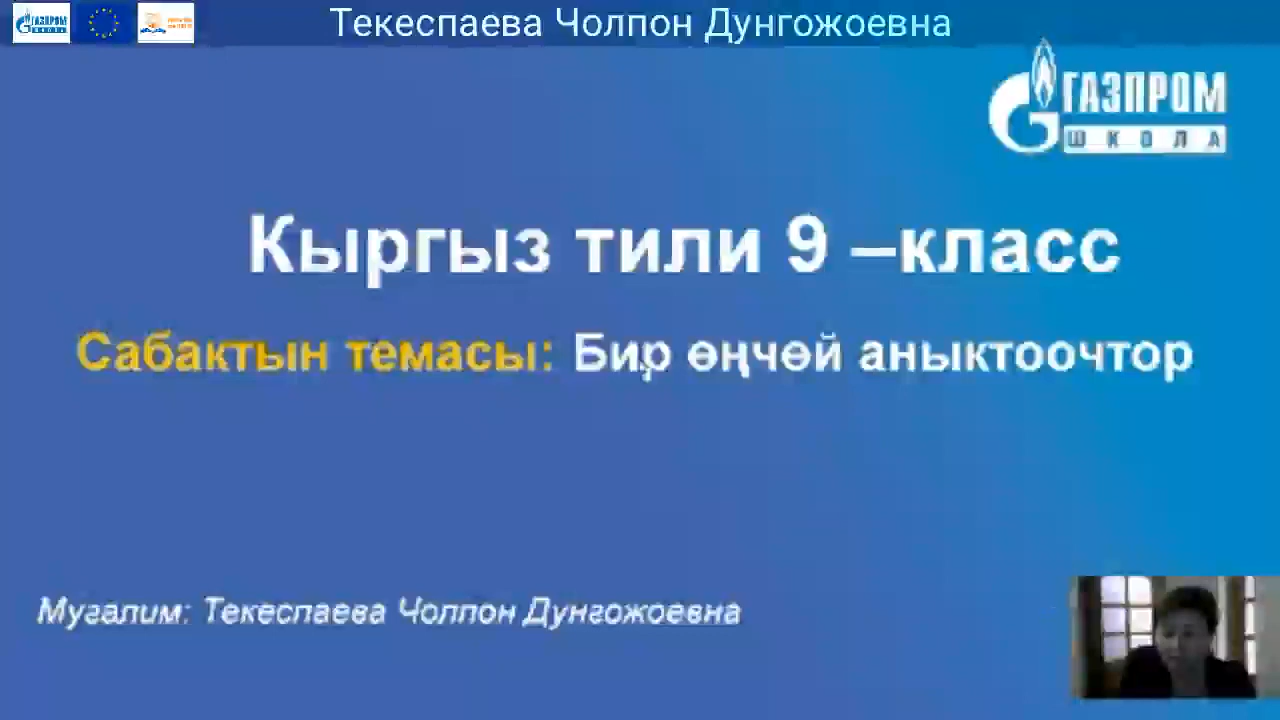 Текеспаева Чолпон Дунгожоевна
ГАЗПРОМ
ШКОЛА
Кыргыз тили 9 –класс
Сабактын темасы: Бир өңчөй аныктоочтор
Мугалим: Текеспаева Чолпон Дунгожоевна